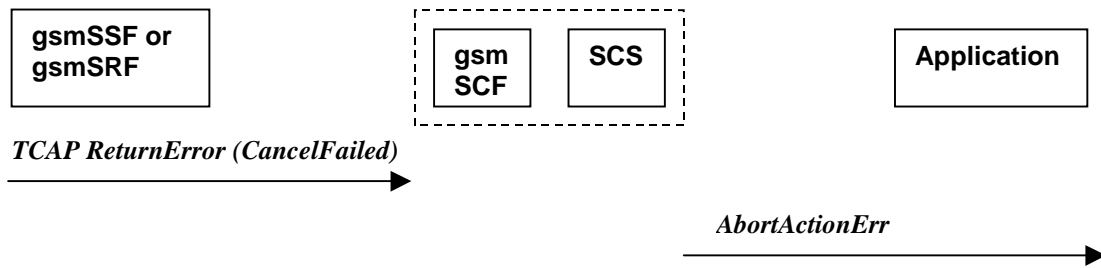 gsmSSF or
gsmSRF
gsm
SCF
SCS
Application
TCAP ReturnError (CancelFailed)
AbortActionErr